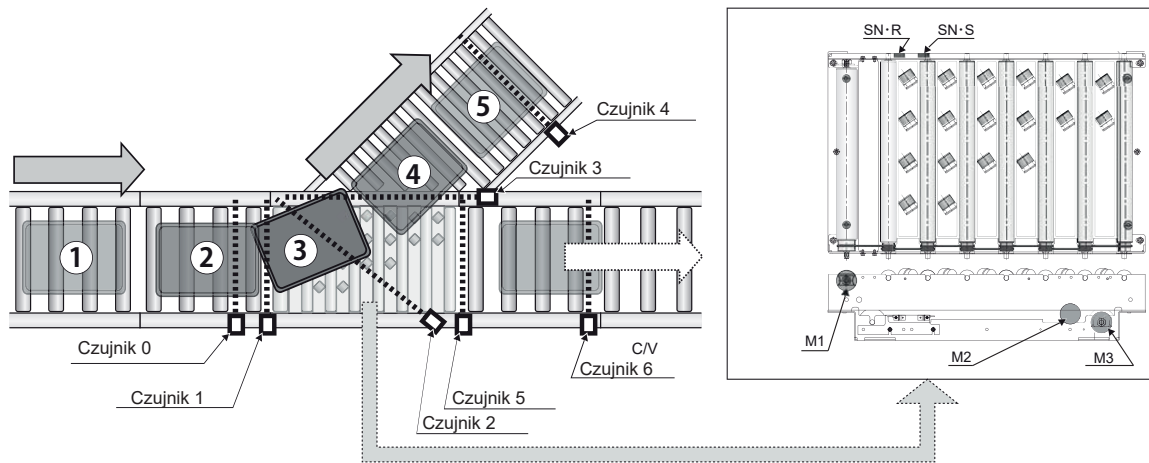 SN·R
SN·S
5
Czujnik 4
4
Czujnik 3
1
2
3
M1
M2
M3
Czujnik 0
C/V
Czujnik 6
Czujnik 1
Czujnik 5
Czujnik 2